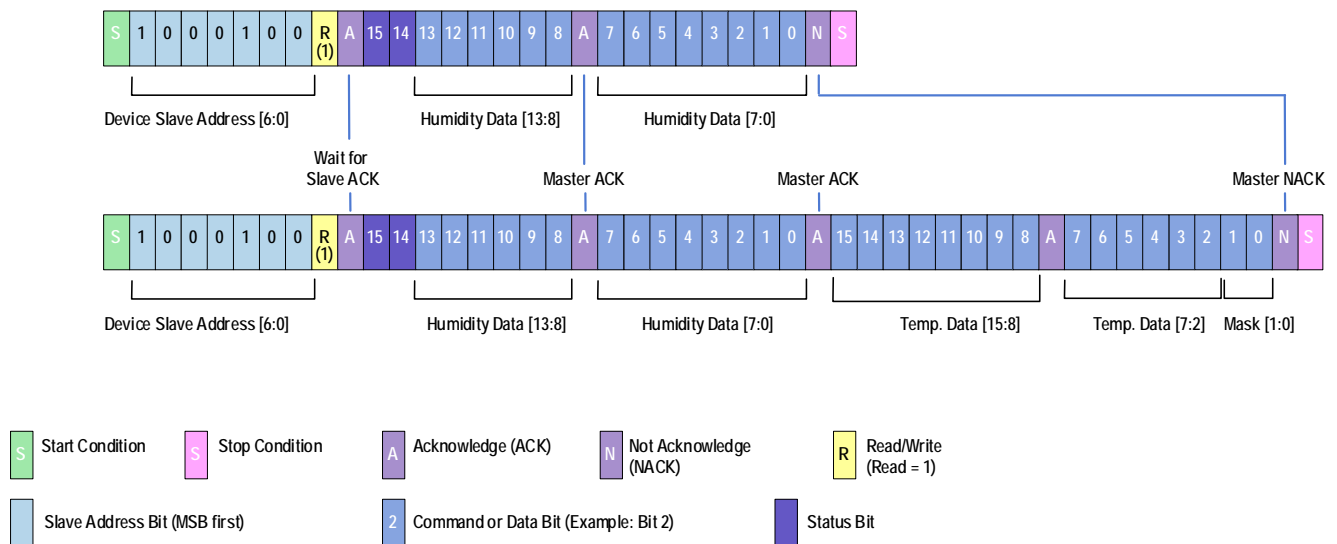 S 1 0 0 0 1 0 0 R (1) A 15 14 13 12 11 10 9 8 A 7 6 5 4 3 2 1 0 N S
Device Slave Address [6:0] Humidity Data [13:8] Humidity Data [7:0]
Wait for
Slave ACK Master ACK Master ACK Master NACK
S 1 0 0 0 1 0 0 R (1) A 15 14 13 12 11 10 9 8 A 7 6 5 4 3 2 1 0 A 15 14 13 12 11 10 9 8 A 7 6 5 4 3 2 1 0 N S
Device Slave Address [6:0] Humidity Data [13:8] Humidity Data [7:0] Temp. Data [15:8] Temp. Data [7:2] Mask [1:0]
S Start Condition S Stop Condition A Acknowledge (ACK) N Not Acknowledge (NACK) R Read/Write (Read = 1)
Slave Address Bit (MSB first) 2 Command or Data Bit (Example: Bit 2) Status Bit